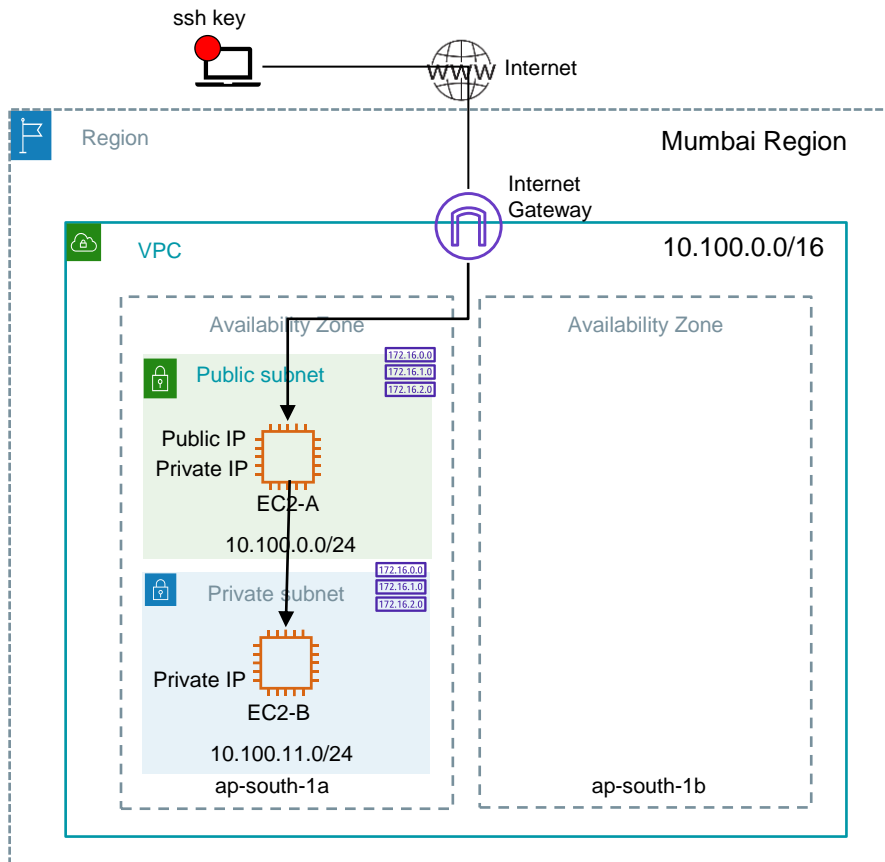 ssh key
WWW
Internet
Region
Mumbai Region
Internet
Gateway
VPC
10.100.0.0/16
Availability Zone
Availability Zone
172.16.0.0
172.16.1.0
172.16.2.0
Public subnet
Public IP
Private IP
EC2-A
10.100.0.0/24
172.16.0.0
172.16.1.0
172.16.2.0
Private subnet
Private IP
EC2-B
10.100.11.0/24
ap-south-1a
ap-south-1b